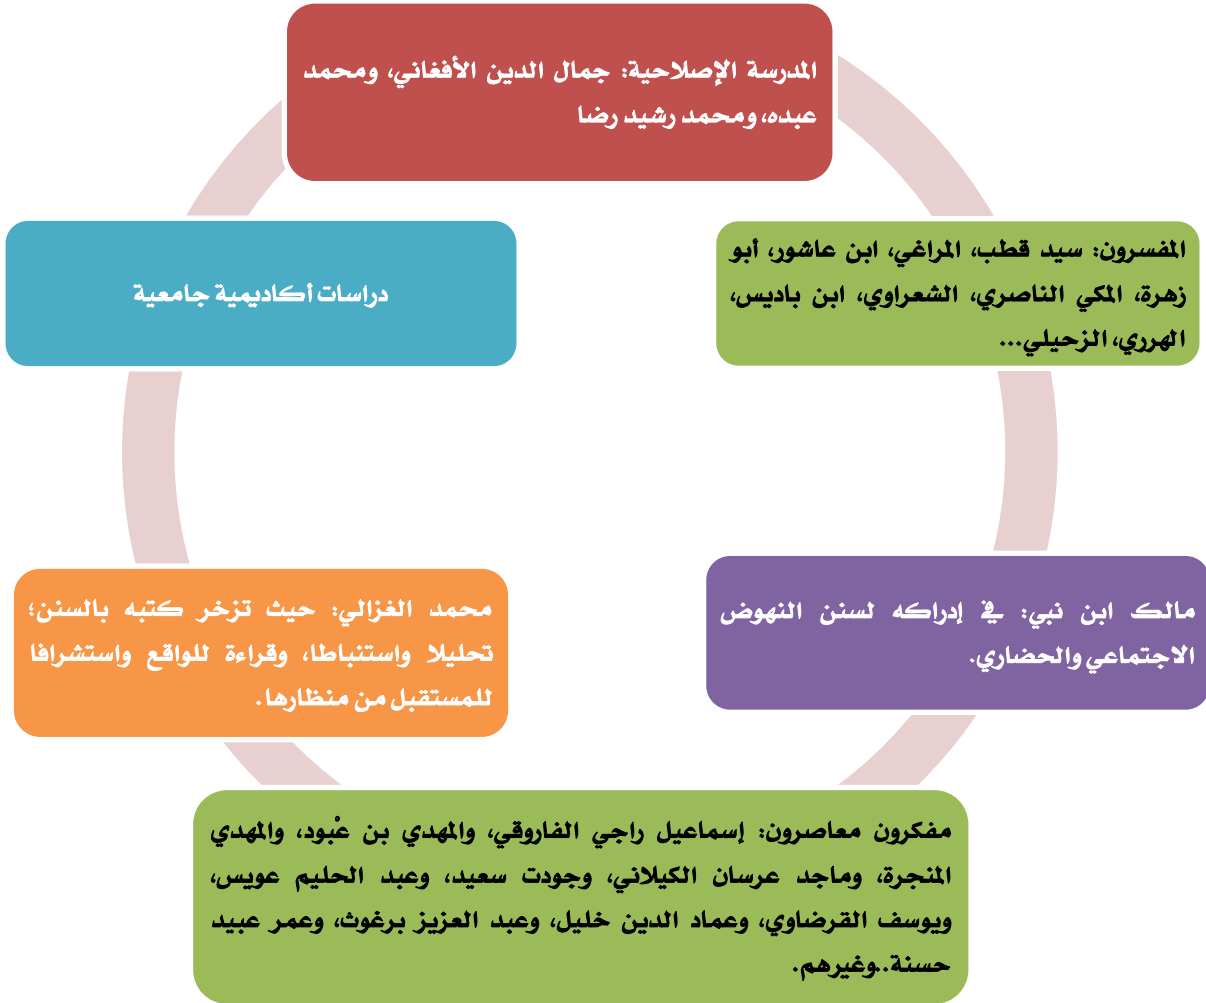 المدرسة الإصلاحية: جمال الدين الأفغاني، ومحمد
عبده، ومحمد رشيد رضا
المفسرون: سيد قطب، المراغي، ابن عاشور، أبو
زهرة، المكي الناصري، الشعراوي، ابن باديس،
الهرري، الزحيلي...
مالك ابن نبي: في إدراكه لسنن النهوض
الاجتماعي والحضاري.
مفكرون معاصرون: إسماعيل راجي الفاروقي، والمهدي بن عْبود، والمهدي
المنجرة، وماجد عرسان الكيلاني، وجودت سعيد، وعبد الحليم عويس،
ويوسف القرضاوي، وعماد الدين خليل، وعبد العزيز برغوث، وعمر عبيد
حسنة..وغيرهم.
محمد الغزالي: حيث تزخر كتبه بالسنن؛
تحليلا واستنباطا، وقراءة للواقع واستشرافا
للمستقبل من منظارها.
دراسات أكاديمية جامعية